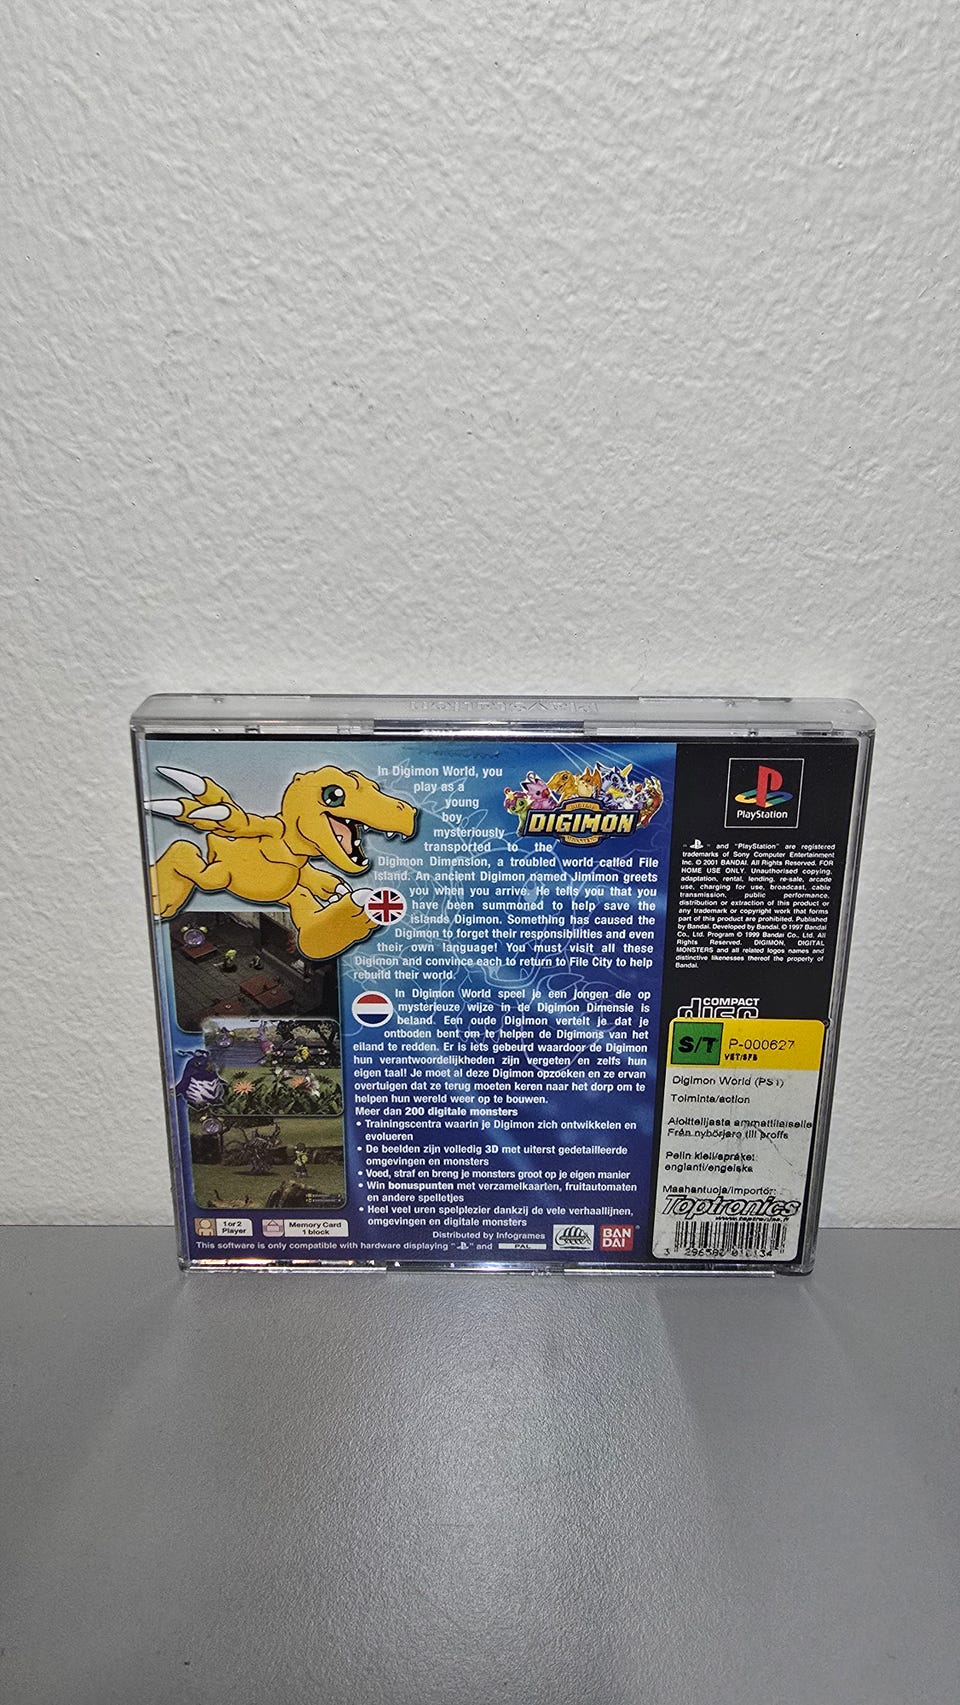 PlayStation
In Digimon World, you
play as a
young
boy
mysteriously
transported to the
Digimon Dimension, a troubled world called File
Island. An ancient Digimon named Jimimon greets
you when you arrive. He tells you that you
have been summoned to help save the
islands Digimon. Something has caused the
Digimon to forget their responsibilities and even
their own language! You must visit all these
Digimon and convince each to return to File City to help
rebuild their world.
DIGITAL
DIGIMON
MONSTERS
In Digimon World speel je een jongen die op
mysterieuze wijze in de Digimon Dimensie is
beland. Een oude Digimon vertelt je dat je
ontboden bent om te helpen de Digimons van het
eiland te redden. Er is iets gebeurd waardoor de Digimon
hun verantwoordelijkheden zijn vergeten en zelfs hun
eigen taal! Je moet al deze Digimon opzoeken en ze ervan
overtuigen dat ze terug moeten keren naar het dorp om te
helpen hun wereld weer op te bouwen.
Meer dan 200 digitale monsters
• Trainingscentra waarin je Digimon zich ontwikkelen en
evolueren
• De beelden zijn volledig 3D met uiterst gedetailleerde
omgevingen en monsters
• Voed, straf en breng je monsters groot op je eigen manier
• Win bonuspunten met verzamelkaarten, fruitautomaten
en andere spelletjes
• Heel veel uren spelplezier dankzij de vele verhaallijnen,
omgevingen en digitale monsters
1 or 2
Player
Memory Card
1 block
Distributed by Infogrames
BAN
DAI
This software is only compatible with hardware displaying " " and PAL
PlayStation
" " and "PlayStation" are registered
trademarks of Sony Computer Entertainment
Inc. © 2001 BANDAI. All Rights Reserved. FOR
HOME USE ONLY. Unauthorised copying,
adaptation, rental, lending, re-sale, arcade
use, charging for use, broadcast, cable
transmission, public performance,
distribution or extraction of this product or
any trademark or copyright work that forms
part of this product are prohibited. Published
by Bandai. Developed by Bandai. © 1997 Bandai
Co., Ltd. Program © 1999 Bandai Co., Ltd. All
Rights Reserved. DIGIMON, DIGITAL
MONSTERS and all related logos names and
distinctive likenesses thereof the property of
Bandai.
COMPACT
disc
S/T
P-000627
VET/SFB
Digimon World (PS1)
Toiminta/action
Aloittelijasta ammattilaiselle
Från nybörjare till proffs
Pelin kieli/språket:
englanti/engelska
Maahantuoja/importör:
Toptronics
www.toptronics.fi